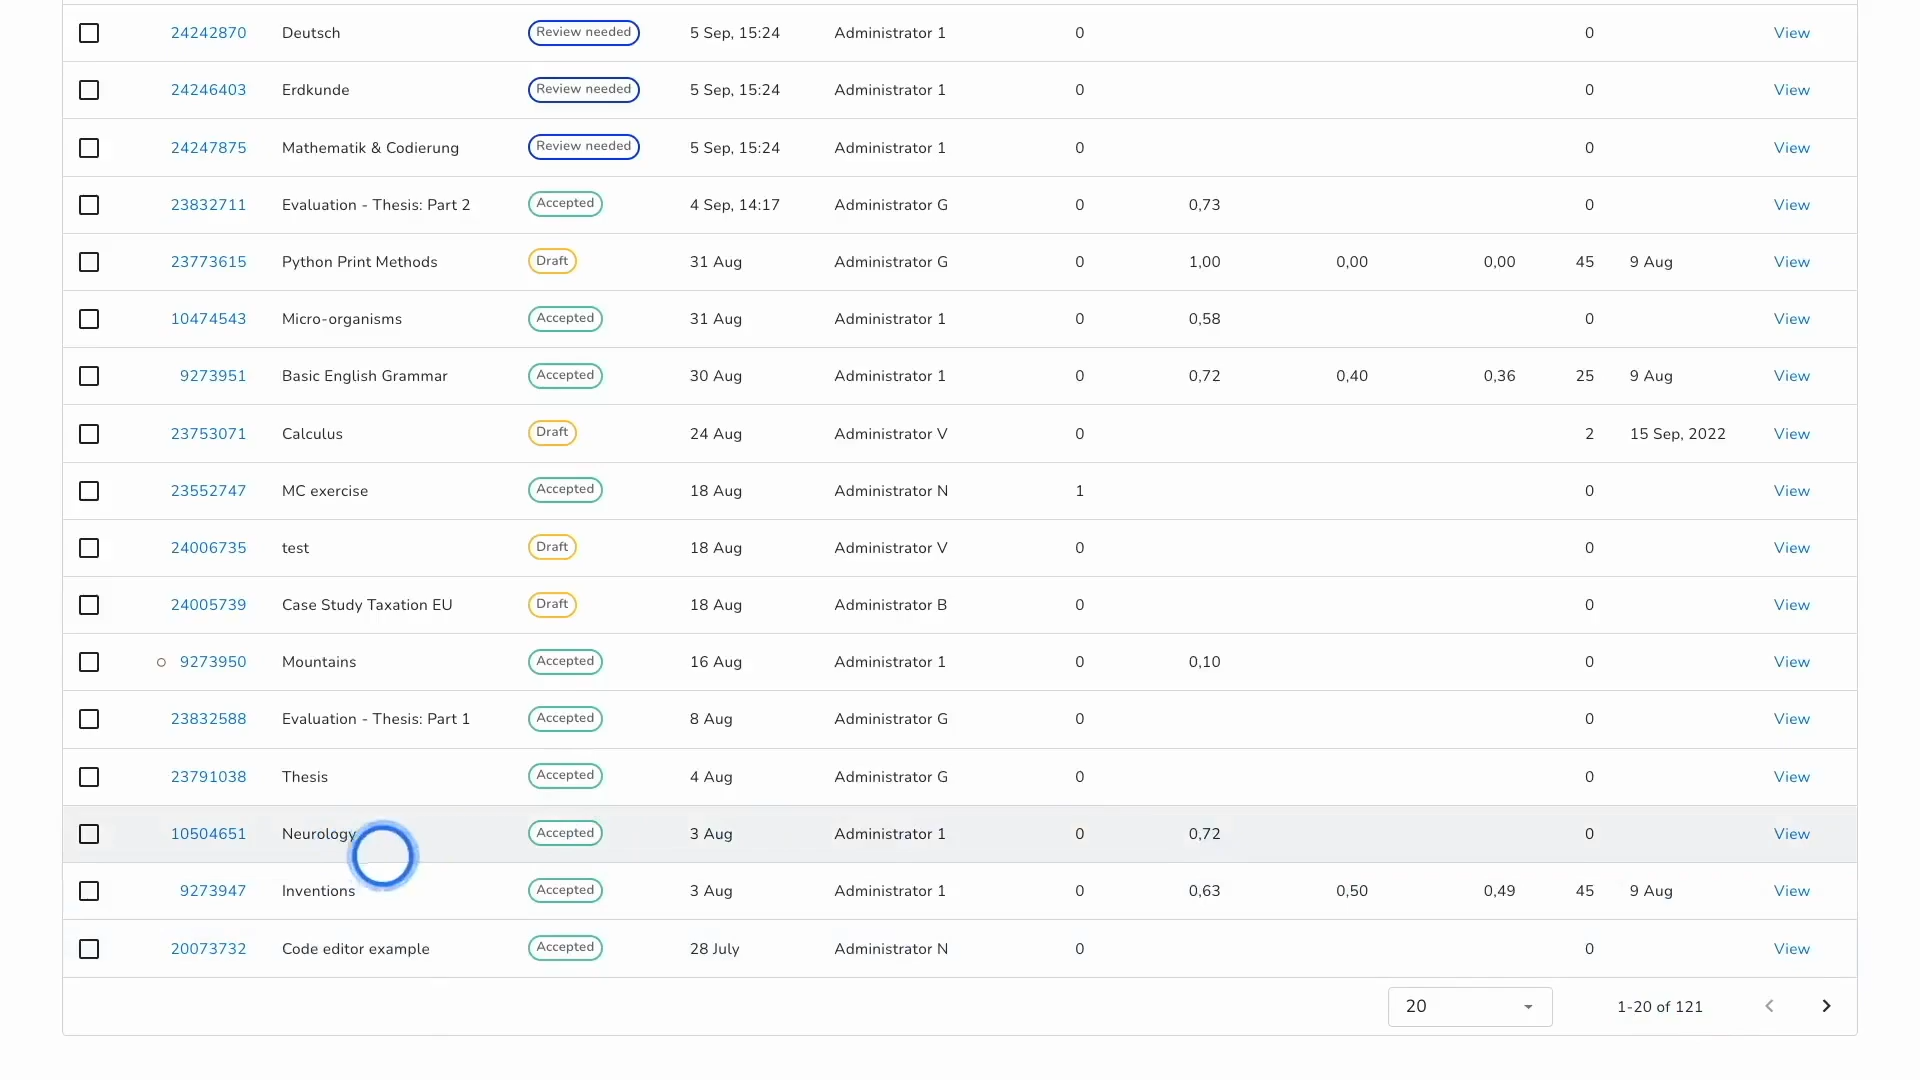 24242870 Deutsch Review needed 5 Sep, 15:24 Administrator 1 0 0 View
24246403 Erdkunde Review needed 5 Sep, 15:24 Administrator 1 0 0 View
24247875 Mathematik & Codierung Review needed 5 Sep, 15:24 Administrator 1 0 0 View
23832711 Evaluation - Thesis: Part 2 Accepted 4 Sep, 14:17 Administrator G 0 0,73 0 View
23773615 Python Print Methods Draft 31 Aug Administrator G 0 1,00 0,00 0,00 45 9 Aug View
10474543 Micro-organisms Accepted 31 Aug Administrator 1 0 0,58 0 View
9273951 Basic English Grammar Accepted 30 Aug Administrator 1 0 0,72 0,40 0,36 25 9 Aug View
23753071 Calculus Draft 24 Aug Administrator V 0 2 15 Sep, 2022 View
23552747 MC exercise Accepted 18 Aug Administrator N 1 0 View
24006735 test Draft 18 Aug Administrator V 0 0 View
24005739 Case Study Taxation EU Draft 18 Aug Administrator B 0 0 View
9273950 Mountains Accepted 16 Aug Administrator 1 0 0,10 0 View
23832588 Evaluation - Thesis: Part 1 Accepted 8 Aug Administrator G 0 0 View
23791038 Thesis Accepted 4 Aug Administrator G 0 0 View
10504651 Neurology Accepted 3 Aug Administrator 1 0 0,72 0 View
9273947 Inventions Accepted 3 Aug Administrator 1 0 0,63 0,50 0,49 45 9 Aug View
20073732 Code editor example Accepted 28 July Administrator N 0 0 View
20 1-20 of 121